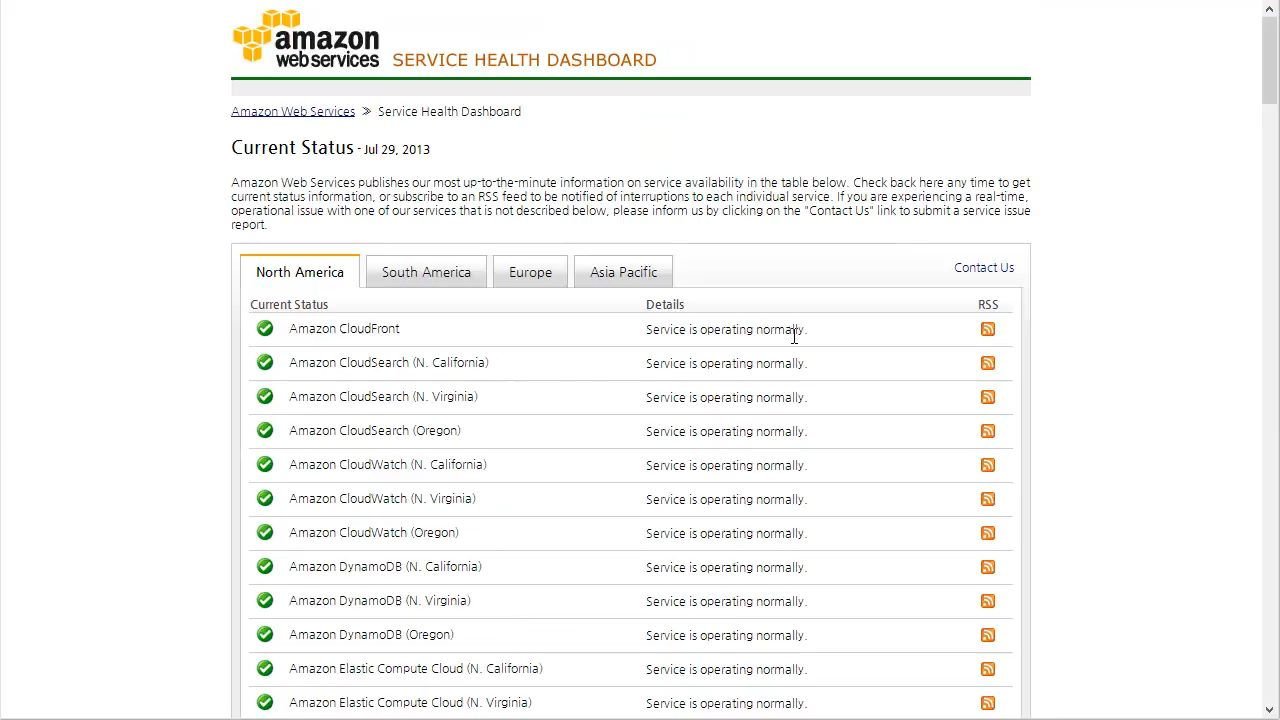 amazon
web services
SERVICE HEALTH DASHBOARD
Amazon Web Services ≫ Service Health Dashboard
Current Status - Jul 29, 2013
Amazon Web Services publishes our most up-to-the-minute information on service availability in the table below. Check back here any time to get
current status information, or subscribe to an RSS feed to be notified of interruptions to each individual service. If you are experiencing a real-time,
operational issue with one of our services that is not described below, please inform us by clicking on the "Contact Us" link to submit a service issue
report.
North America South America Europe Asia Pacific Contact Us
Current Status Details RSS
Amazon CloudFront Service is operating normally.
Amazon CloudSearch (N. California) Service is operating normally.
Amazon CloudSearch (N. Virginia) Service is operating normally.
Amazon CloudSearch (Oregon) Service is operating normally.
Amazon CloudWatch (N. California) Service is operating normally.
Amazon CloudWatch (N. Virginia) Service is operating normally.
Amazon CloudWatch (Oregon) Service is operating normally.
Amazon DynamoDB (N. California) Service is operating normally.
Amazon DynamoDB (N. Virginia) Service is operating normally.
Amazon DynamoDB (Oregon) Service is operating normally.
Amazon Elastic Compute Cloud (N. California) Service is operating normally.
Amazon Elastic Compute Cloud (N. Virginia) Service is operating normally.